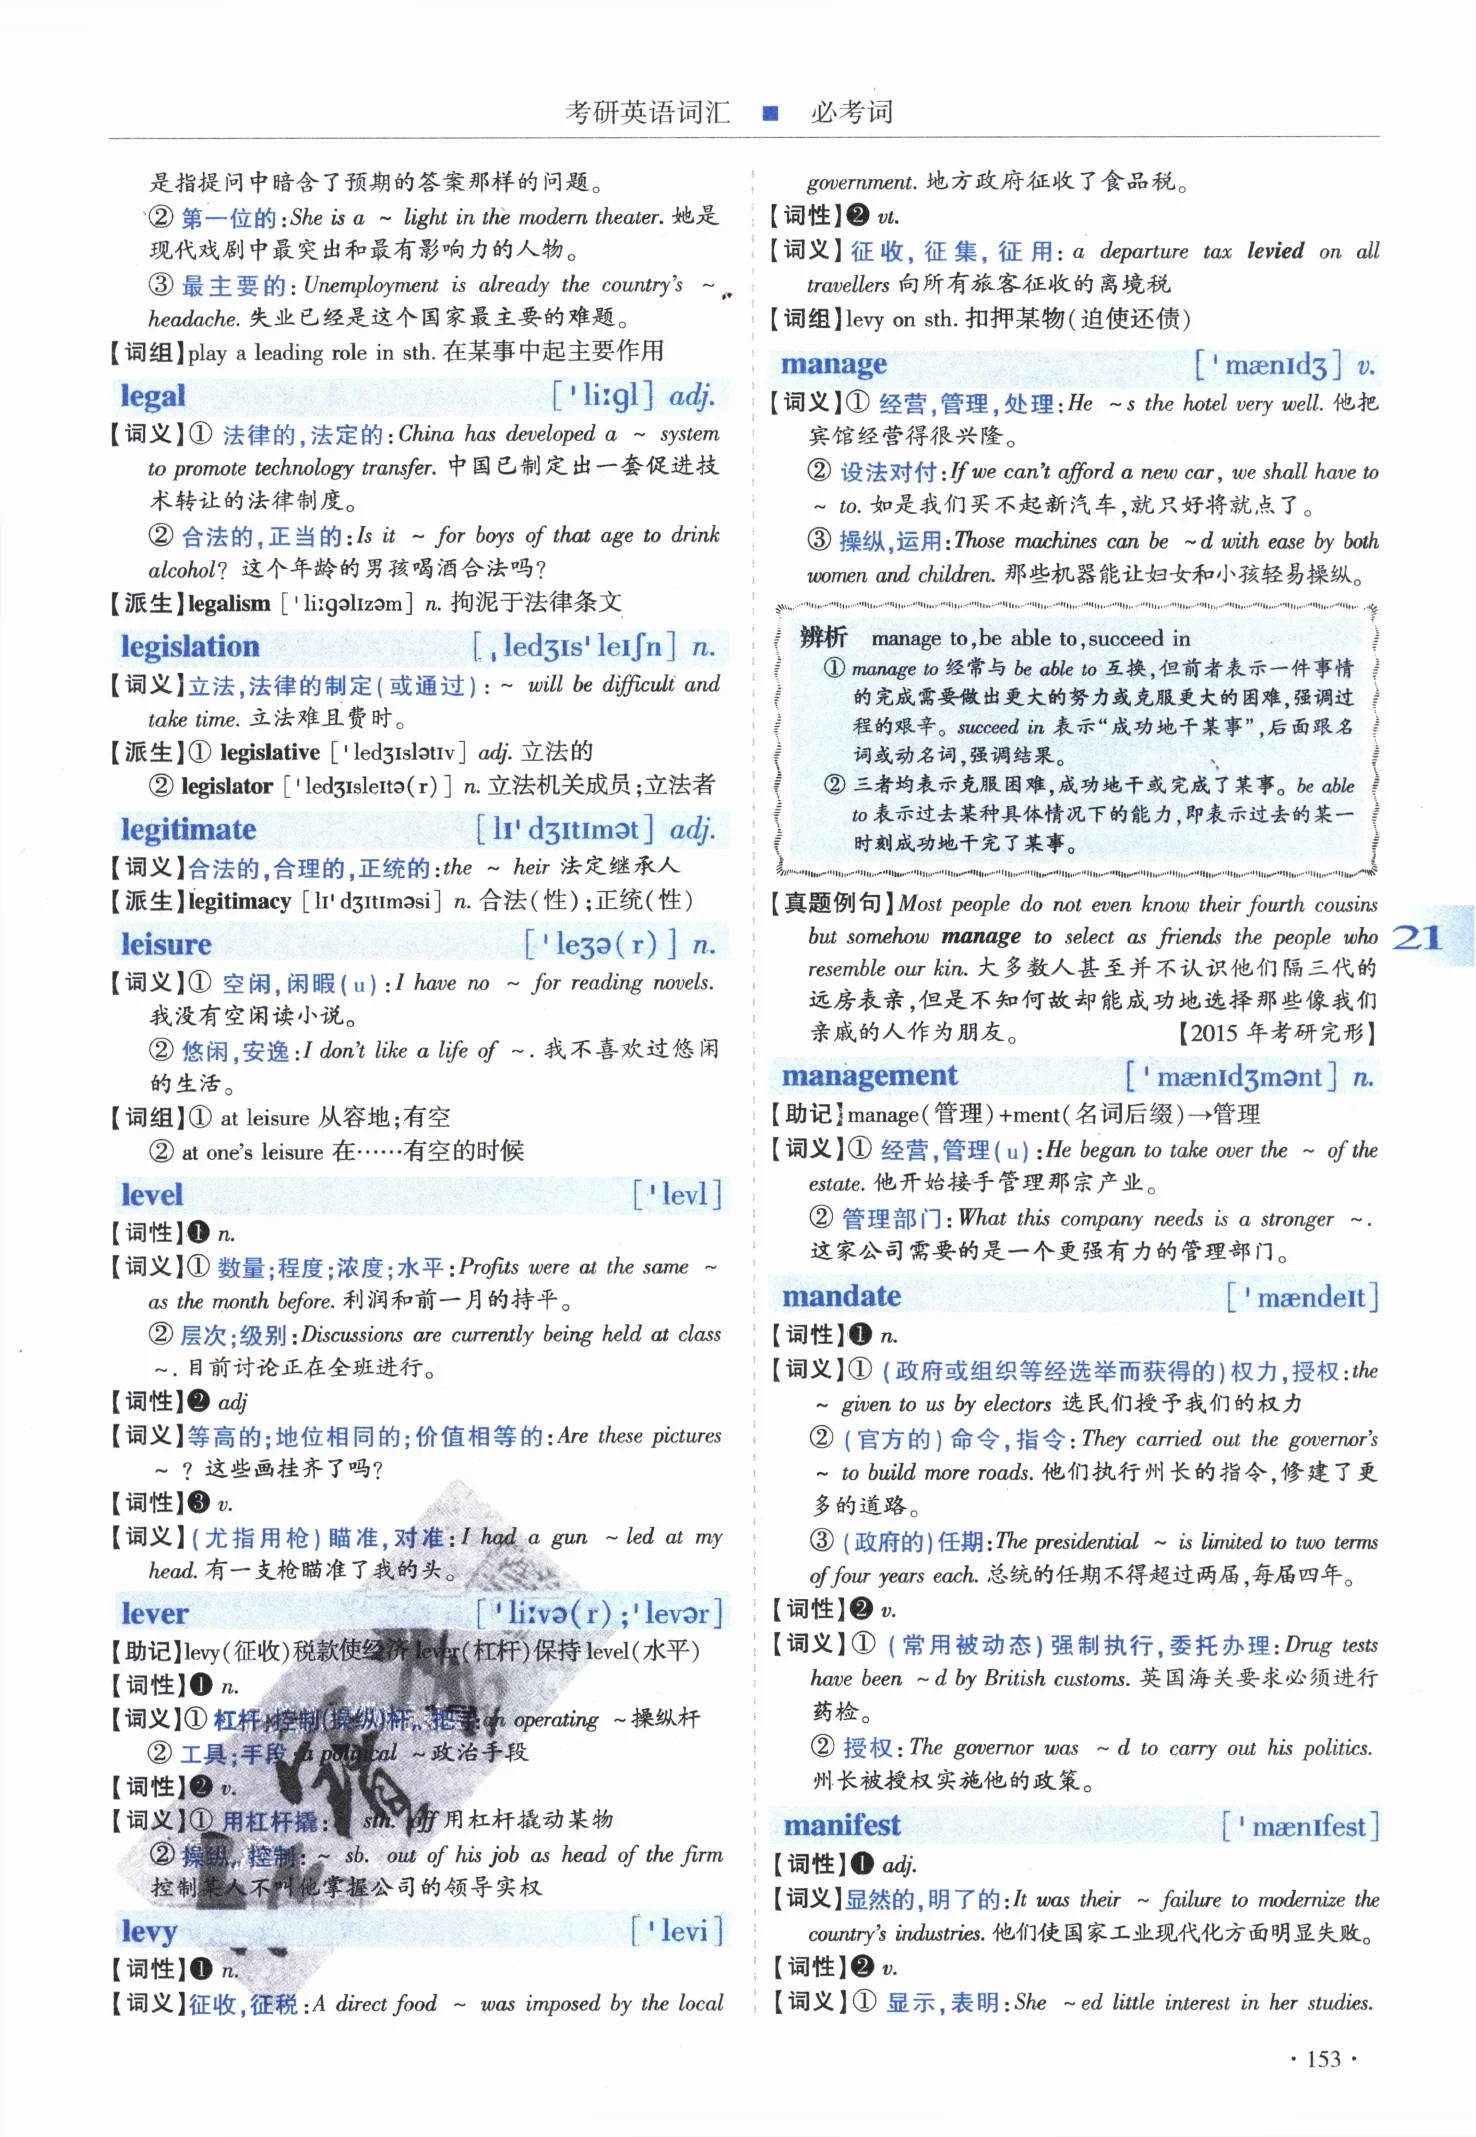 考研英语词汇 ■ 必考词
是指提问中暗含了预期的答案那样的问题。
② 第一位的:She is a ~ light in the modern theater. 她是
现代戏剧中最突出和最有影响力的人物。
③ 最主要的: Unemployment is already the country's ~
headache. 失业已经是这个国家最主要的难题。
【词组】play a leading role in sth. 在某事中起主要作用
legal [ˈliːgl] adj.
【词义】① 法律的,法定的:China has developed a ~ system
to promote technology transfer. 中国已制定出一套促进技
术转让的法律制度。
② 合法的,正当的:Is it ~ for boys of that age to drink
alcohol? 这个年龄的男孩喝酒合法吗?
【派生】legalism [ˈliːgəlɪzəm] n. 拘泥于法律条文
legislation [ˌledʒɪsˈleɪʃn] n.
【词义】立法,法律的制定(或通过): ~ will be difficult and
take time. 立法难且费时。
【派生】① legislative [ˈledʒɪslətɪv] adj. 立法的
② legislator [ˈledʒɪsleɪtə(r)] n. 立法机关成员;立法者
legitimate [lɪˈdʒɪtɪmət] adj.
【词义】合法的,合理的,正统的:the ~ heir 法定继承人
【派生】legitimacy [lɪˈdʒɪtɪməsi] n. 合法(性);正统(性)
leisure [ˈleʒə(r)] n.
【词义】① 空闲,闲暇(u):I have no ~ for reading novels.
我没有空闲读小说。
② 悠闲,安逸:I don't like a life of ~. 我不喜欢过悠闲
的生活。
【词组】① at leisure 从容地;有空
② at one's leisure 在……有空的时候
level [ˈlevl]
【词性】❶ n.
【词义】① 数量;程度;浓度;水平:Profits were at the same ~
as the month before. 利润和前一月的持平。
② 层次;级别:Discussions are currently being held at class
~. 目前讨论正在全班进行。
【词性】❷ adj
【词义】等高的;地位相同的;价值相等的:Are these pictures
~ ? 这些画挂齐了吗?
【词性】❸ v.
【词义】(尤指用枪)瞄准,对准:I had a gun ~led at my
head. 有一支枪瞄准了我的头。
lever [ˈliːvə(r);ˈlevər]
【助记】levy(征收)税款使经济lever(杠杆)保持level(水平)
【词性】❶ n.
【词义】① 杠杆;控制(操纵)杆,把手:an operating ~操纵杆
② 工具;手段:a political ~政治手段
【词性】❷ v.
【词义】① 用杠杆撬: sth. off 用杠杆撬动某物
② 操纵,控制: ~ sb. out of his job as head of the firm
控制某人不叫他掌握公司的领导实权
levy [ˈlevi]
【词性】❶ n.
【词义】征收,征税:A direct food ~ was imposed by the local
government. 地方政府征收了食品税。
【词性】❷ vt.
【词义】征收,征集,征用: a departure tax levied on all
travellers 向所有旅客征收的离境税
【词组】levy on sth. 扣押某物(迫使还债)
manage [ˈmænɪdʒ] v.
【词义】① 经营,管理,处理:He ~s the hotel very well. 他把
宾馆经营得很兴隆。
② 设法对付:If we can't afford a new car, we shall have to
~ to. 如是我们买不起新汽车,就只好将就点了。
③ 操纵,运用:Those machines can be ~d with ease by both
women and children. 那些机器能让妇女和小孩轻易操纵。
辨析 manage to,be able to,succeed in
① manage to 经常与 be able to 互换,但前者表示一件事情
的完成需要做出更大的努力或克服更大的困难,强调过
程的艰辛。succeed in 表示“成功地干某事”,后面跟名
词或动名词,强调结果。
② 三者均表示克服困难,成功地干或完成了某事。be able
to 表示过去某种具体情况下的能力,即表示过去的某一
时刻成功地干完了某事。
【真题例句】Most people do not even know their fourth cousins
but somehow manage to select as friends the people who
resemble our kin. 大多数人甚至并不认识他们隔三代的
远房表亲,但是不知何故却能成功地选择那些像我们
亲戚的人作为朋友。 【2015 年考研完形】
21
management [ˈmænɪdʒmənt] n.
【助记】manage(管理)+ment(名词后缀)→管理
【词义】① 经营,管理(u):He began to take over the ~ of the
estate. 他开始接手管理那宗产业。
② 管理部门:What this company needs is a stronger ~.
这家公司需要的是一个更强有力的管理部门。
mandate [ˈmændeɪt]
【词性】❶ n.
【词义】① (政府或组织等经选举而获得的)权力,授权:the
~ given to us by electors 选民们授予我们的权力
② (官方的)命令,指令:They carried out the governor's
~ to build more roads. 他们执行州长的指令,修建了更
多的道路。
③ (政府的)任期:The presidential ~ is limited to two terms
of four years each. 总统的任期不得超过两届,每届四年。
【词性】❷ v.
【词义】① (常用被动态)强制执行,委托办理:Drug tests
have been ~d by British customs. 英国海关要求必须进行
药检。
② 授权:The governor was ~d to carry out his politics.
州长被授权实施他的政策。
manifest [ˈmænɪfest]
【词性】❶ adj.
【词义】显然的,明了的:It was their ~ failure to modernize the
country's industries. 他们使国家工业现代化方面明显失败。
【词性】❷ v.
【词义】① 显示,表明:She ~ed little interest in her studies.
· 153 ·